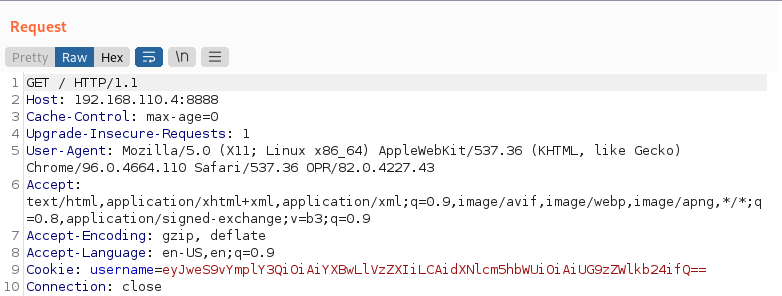 Request
Pretty Raw Hex \n
1 GET / HTTP/1.1
2 Host: 192.168.110.4:8888
3 Cache-Control: max-age=0
4 Upgrade-Insecure-Requests: 1
5 User-Agent: Mozilla/5.0 (X11; Linux x86_64) AppleWebKit/537.36 (KHTML, like Gecko)
Chrome/96.0.4664.110 Safari/537.36 OPR/82.0.4227.43
6 Accept:
text/html,application/xhtml+xml,application/xml;q=0.9,image/avif,image/webp,image/apng,*/*;q
=0.8,application/signed-exchange;v=b3;q=0.9
7 Accept-Encoding: gzip, deflate
8 Accept-Language: en-US,en;q=0.9
9 Cookie: username=eyJweS9vYmplY3QiOiAiYXBwLlVzZXIiLCAidXNlcm5hbWUiOiAiUG9zZWlkb24ifQ==
10 Connection: close